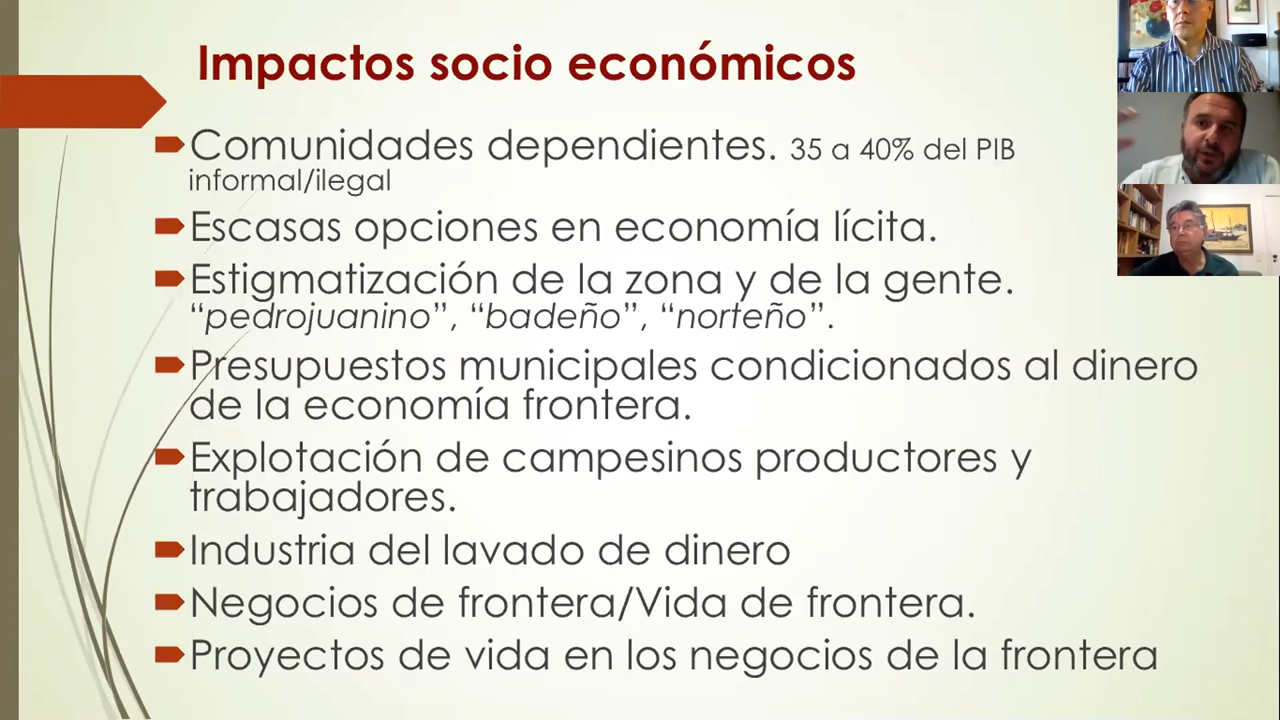 Impactos socio económicos
Comunidades dependientes. 35 a 40% del PIB
informal/ilegal
Escasas opciones en economía lícita.
Estigmatización de la zona y de la gente.
“pedrojuanino”, “badeño”, “norteño”.
Presupuestos municipales condicionados al dinero
de la economía frontera.
Explotación de campesinos productores y
trabajadores.
Industria del lavado de dinero
Negocios de frontera/Vida de frontera.
Proyectos de vida en los negocios de la frontera